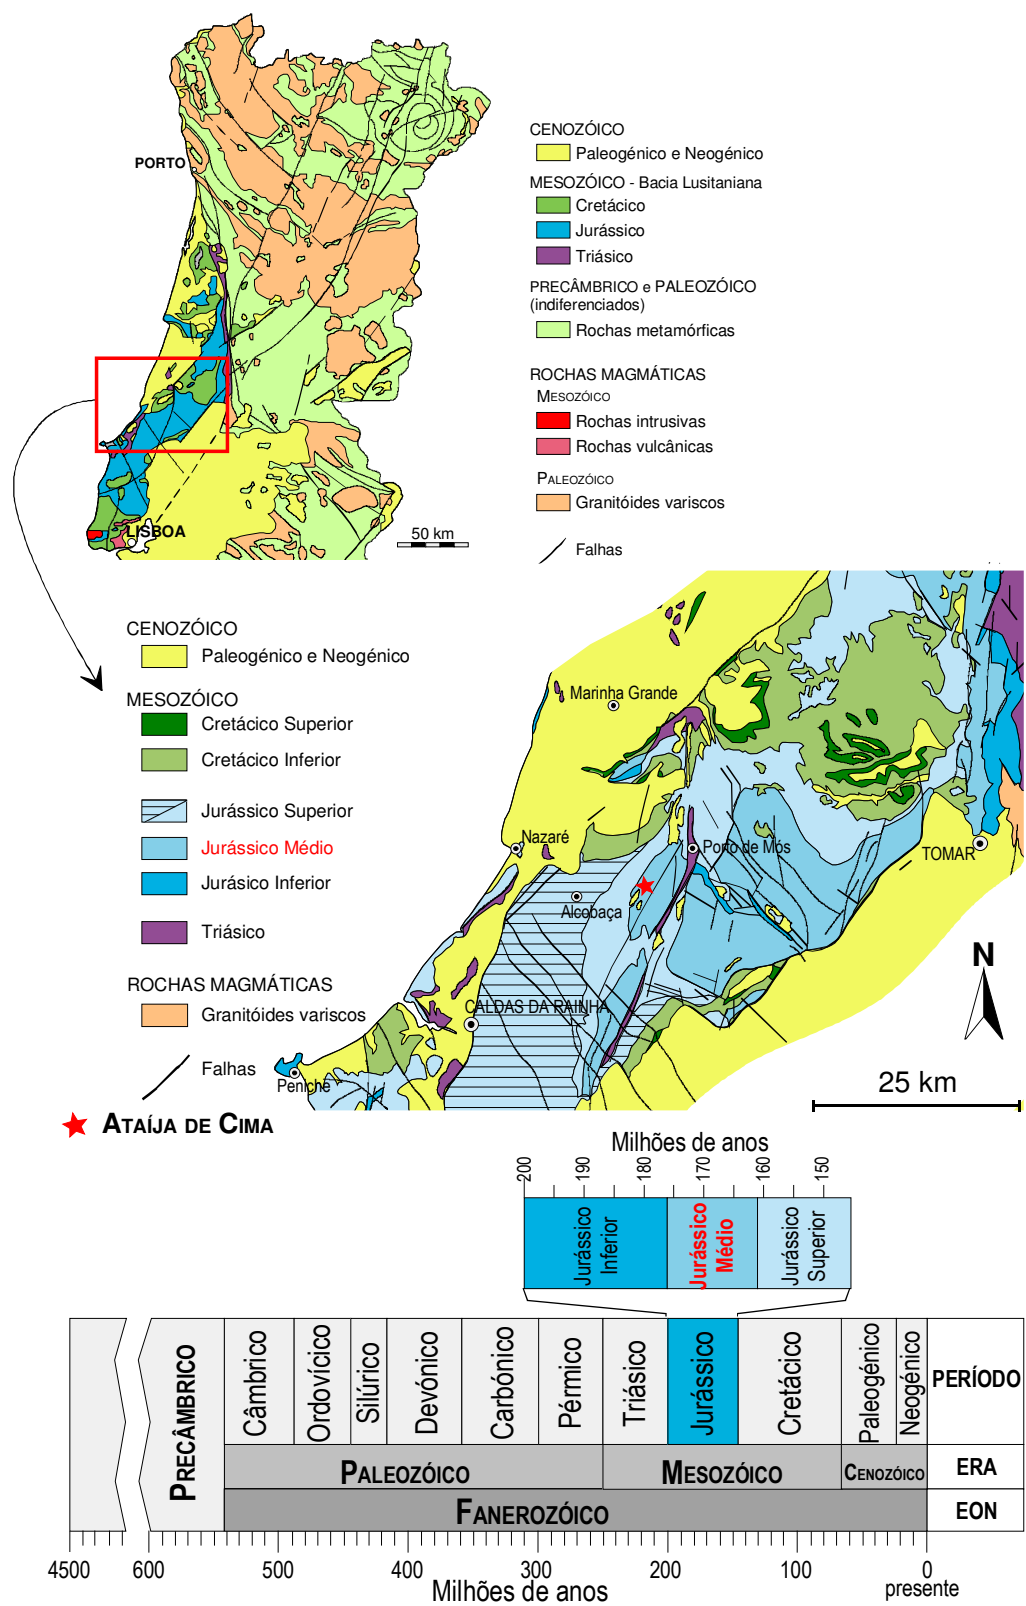 PORTO
LISBOA
50 km
CENOZÓICO
Paleogénico e Neogénico
MESOZÓICO - Bacia Lusitaniana
Cretácico
Jurássico
Triásico
PRECÂMBRICO e PALEOZÓICO
(indiferenciados)
Rochas metamórficas
ROCHAS MAGMÁTICAS
MESOZÓICO
Rochas intrusivas
Rochas vulcânicas
PALEOZÓICO
Granitóides variscos
Falhas
CENOZÓICO
Paleogénico e Neogénico
MESOZÓICO
Cretácico Superior
Cretácico Inferior
Jurássico Superior
Jurássico Médio
Jurásico Inferior
Triásico
ROCHAS MAGMÁTICAS
Granitóides variscos
Falhas
ATAÍJA DE CIMA
Marinha Grande
Nazaré
Porto de Mós
TOMAR
Alcobaça
CALDAS DA RAINHA
Peniche
N
25 km
Milhões de anos
200 190 180 170 160 150
Jurássico Inferior
Jurássico Médio
Jurássico Superior
PRECÂMBRICO
Câmbrico
Ordovícico
Silúrico
Devónico
Carbónico
Pérmico
Triásico
Jurássico
Cretácico
Paleogénico
Neogénico
PERÍODO
PALEOZÓICO MESOZÓICO CENOZÓICO ERA
FANEROZÓICO EON
4500 600 500 400 300 200 100 0
Milhões de anos
presente